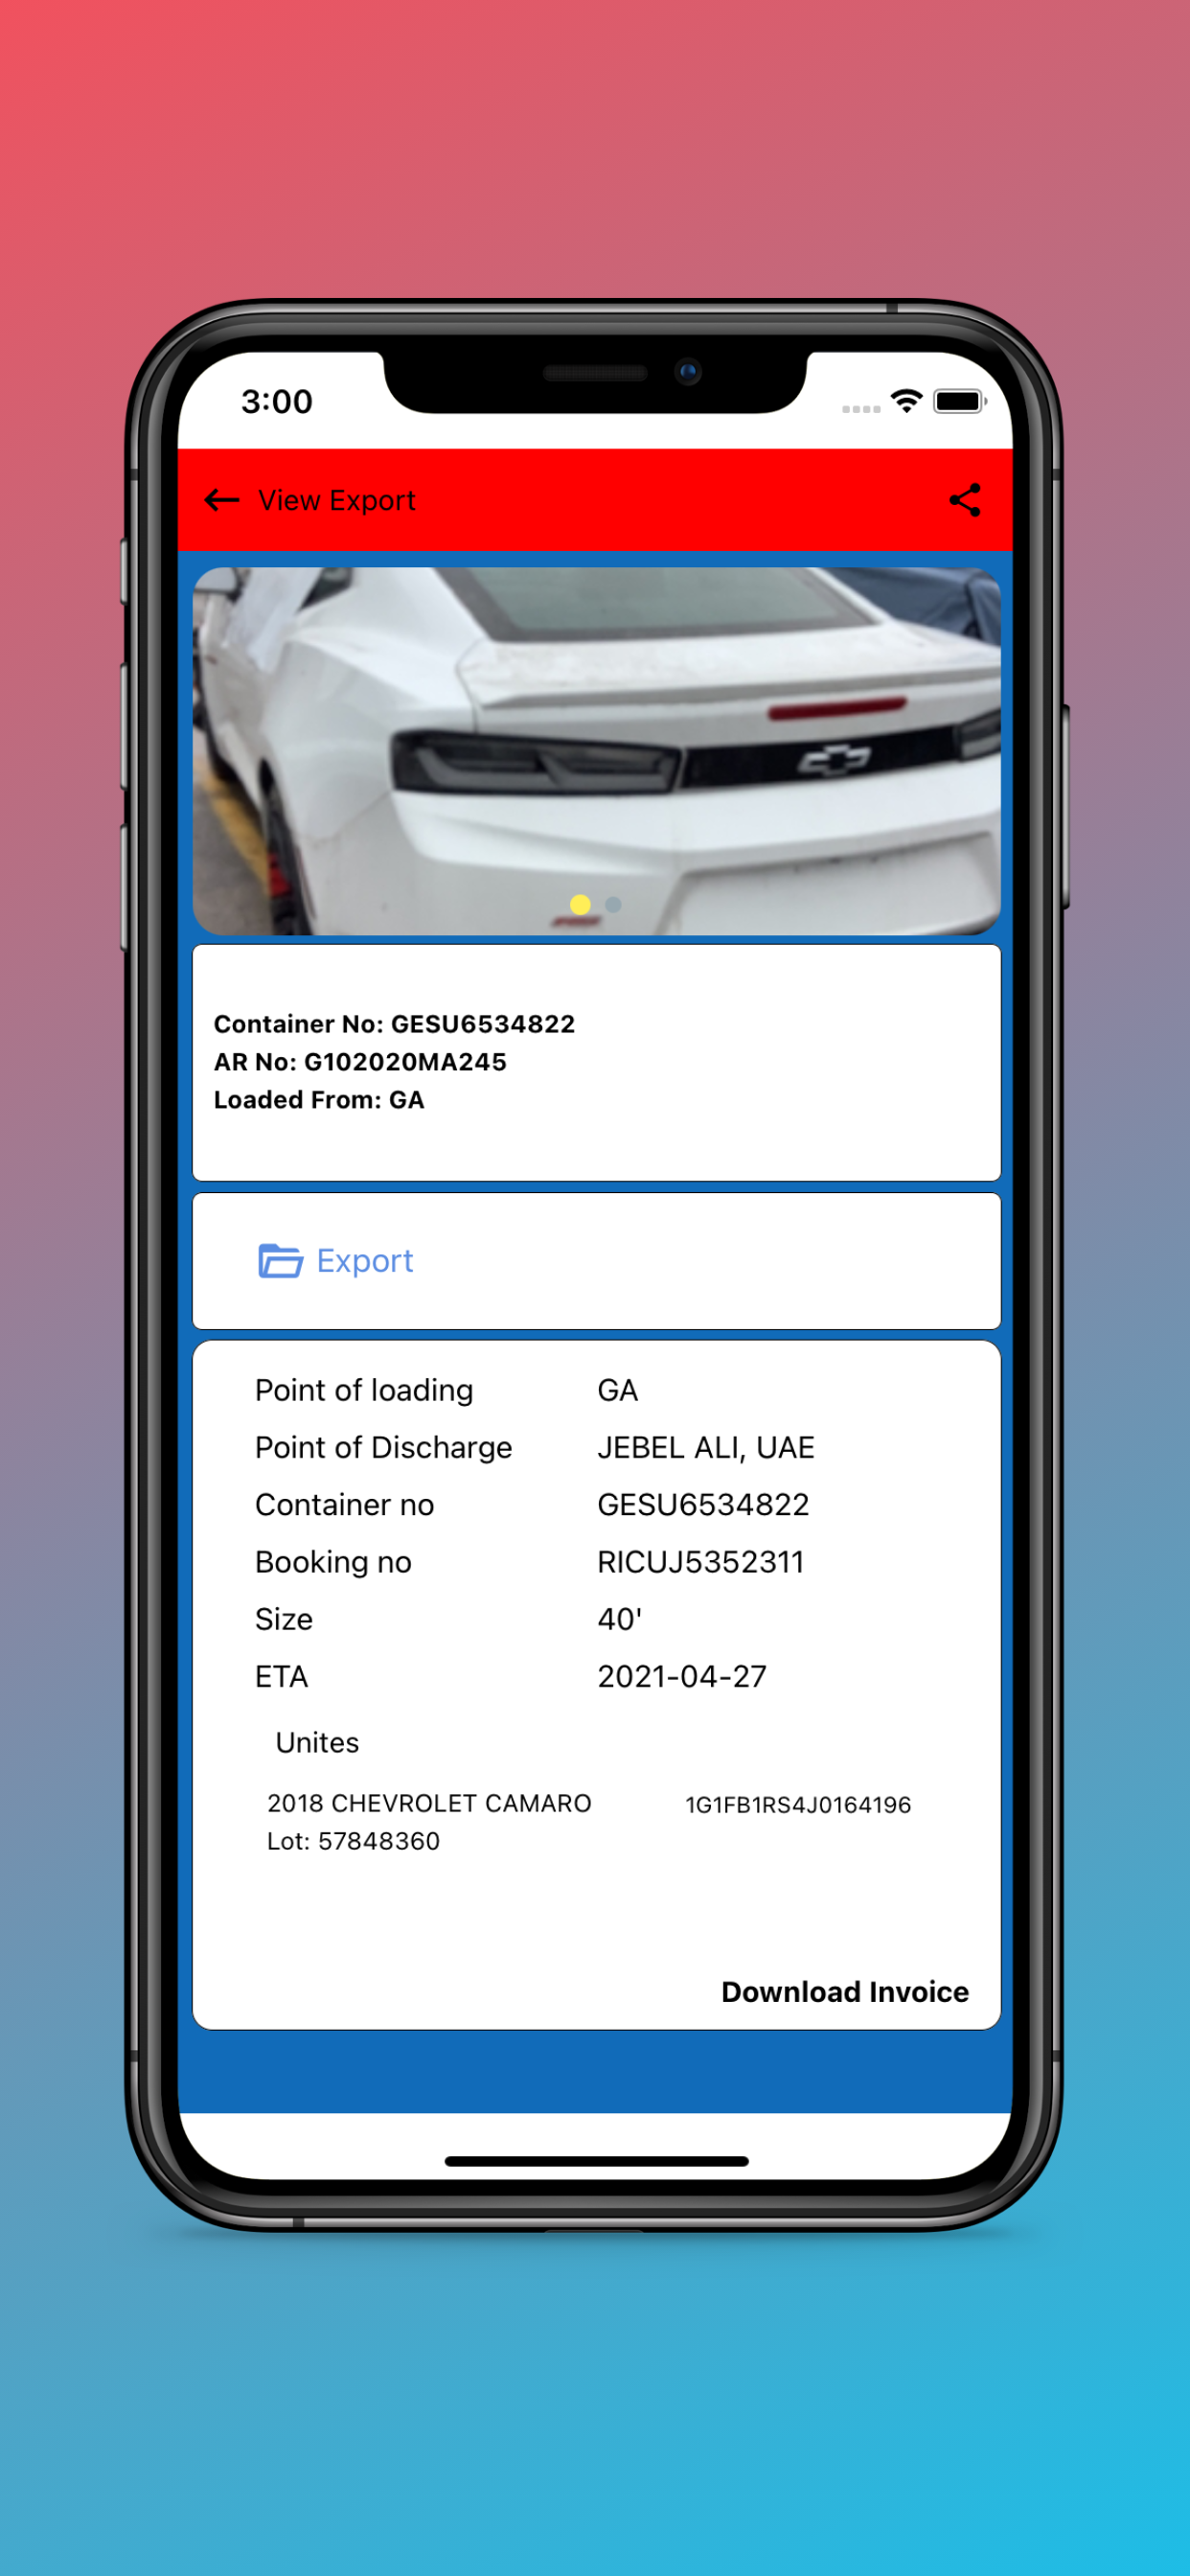 3:00
View Export
Container No: GESU6534822
AR No: G102020MA245
Loaded From: GA
Export
Point of loading GA
Point of Discharge JEBEL ALI, UAE
Container no GESU6534822
Booking no RICUJ5352311
Size 40'
ETA 2021-04-27
Unites
2018 CHEVROLET CAMARO 1G1FB1RS4J0164196
Lot: 57848360
Download Invoice